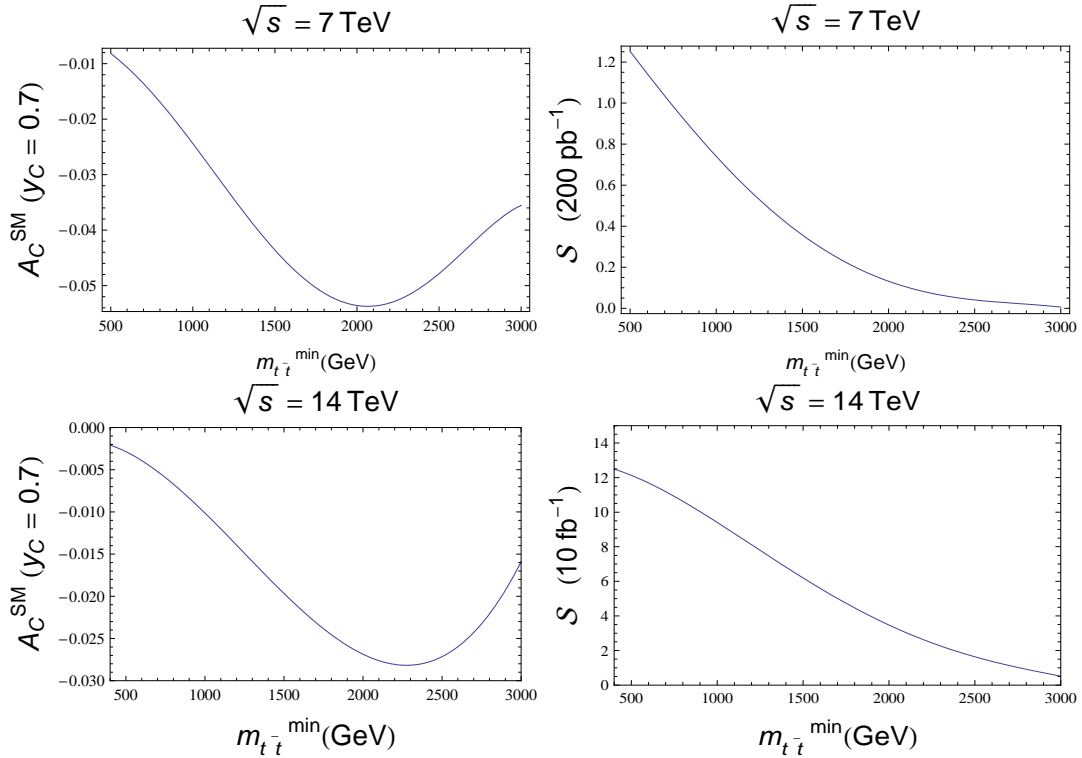 √s = 7 TeV
A_C^SM (y_C = 0.7)
−0.01
−0.02
−0.03
−0.04
−0.05
500 1000 1500 2000 2500 3000
m_{t t̄}^min(GeV)
√s = 7 TeV
S (200 pb⁻¹)
1.2
1.0
0.8
0.6
0.4
0.2
0.0
500 1000 1500 2000 2500 3000
m_{t t̄}^min(GeV)
√s = 14 TeV
A_C^SM (y_C = 0.7)
0.000
−0.005
−0.010
−0.015
−0.020
−0.025
−0.030
500 1000 1500 2000 2500 3000
m_{t t̄}^min(GeV)
√s = 14 TeV
S (10 fb⁻¹)
14
12
10
8
6
4
2
0
500 1000 1500 2000 2500 3000
m_{t t̄}^min(GeV)